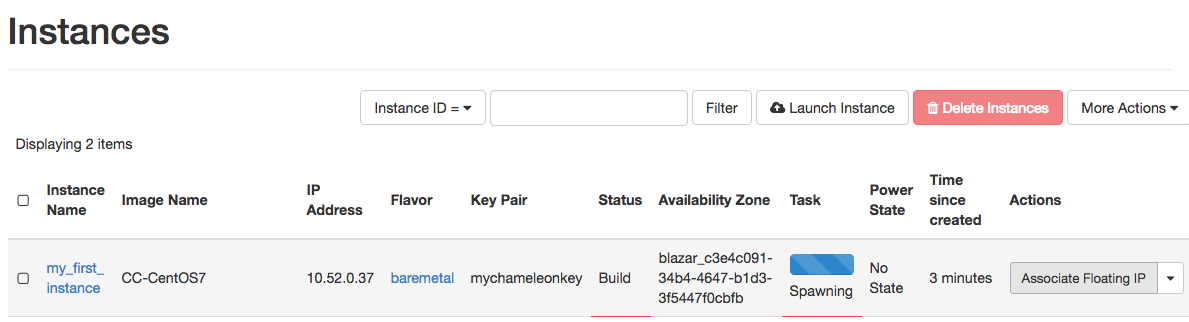 Instances
Instance ID = Filter Launch Instance Delete Instances More Actions
Displaying 2 items
Instance Name Image Name IP Address Flavor Key Pair Status Availability Zone Task Power State Time since created Actions
my_first_instance CC-CentOS7 10.52.0.37 baremetal mychameleonkey Build blazar_c3e4c091-34b4-4647-b1d3-3f5447f0cbfb Spawning No State 3 minutes Associate Floating IP